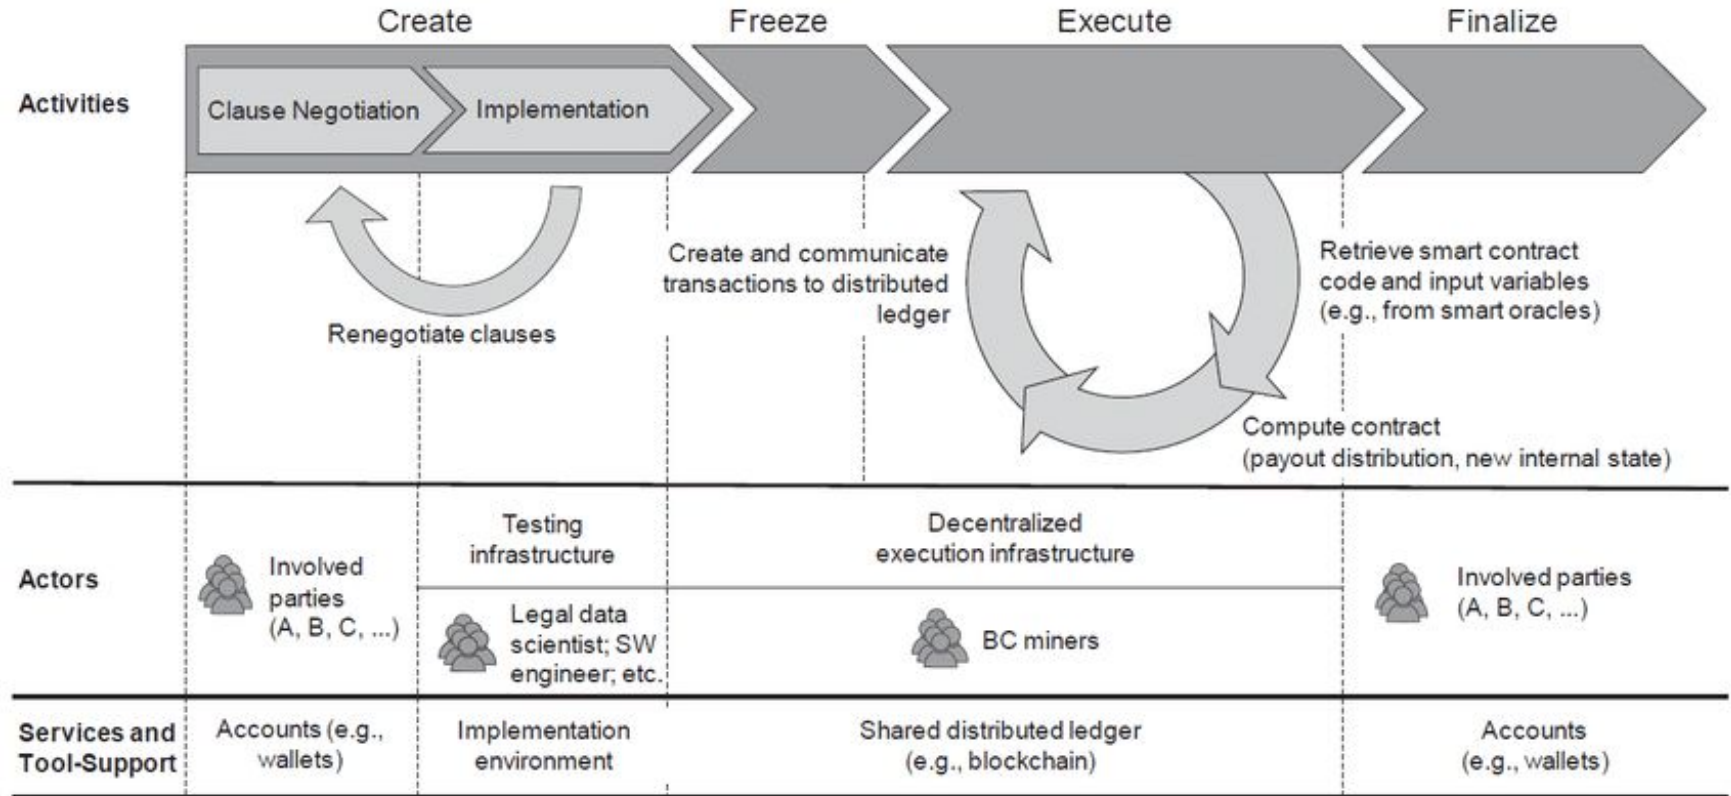 Create
Freeze
Execute
Finalize
Activities
Clause Negotiation
Implementation
Renegotiate clauses
Create and communicate
transactions to distributed
ledger
Retrieve smart contract
code and input variables
(e.g., from smart oracles)
Compute contract
(payout distribution, new internal state)
Actors
Involved
parties
(A, B, C, ...)
Testing
infrastructure
Legal data
scientist; SW
engineer; etc.
Decentralized
execution infrastructure
BC miners
Involved parties
(A, B, C, ...)
Services and
Tool-Support
Accounts (e.g.,
wallets)
Implementation
environment
Shared distributed ledger
(e.g., blockchain)
Accounts
(e.g., wallets)